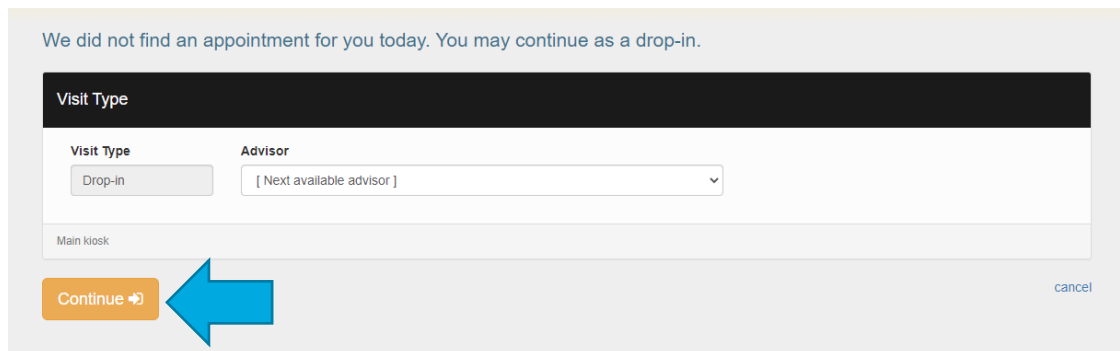 We did not find an appointment for you today. You may continue as a drop-in.
Visit Type
Visit Type Advisor
Drop-in [ Next available advisor ]
Main kiosk
Continue
cancel